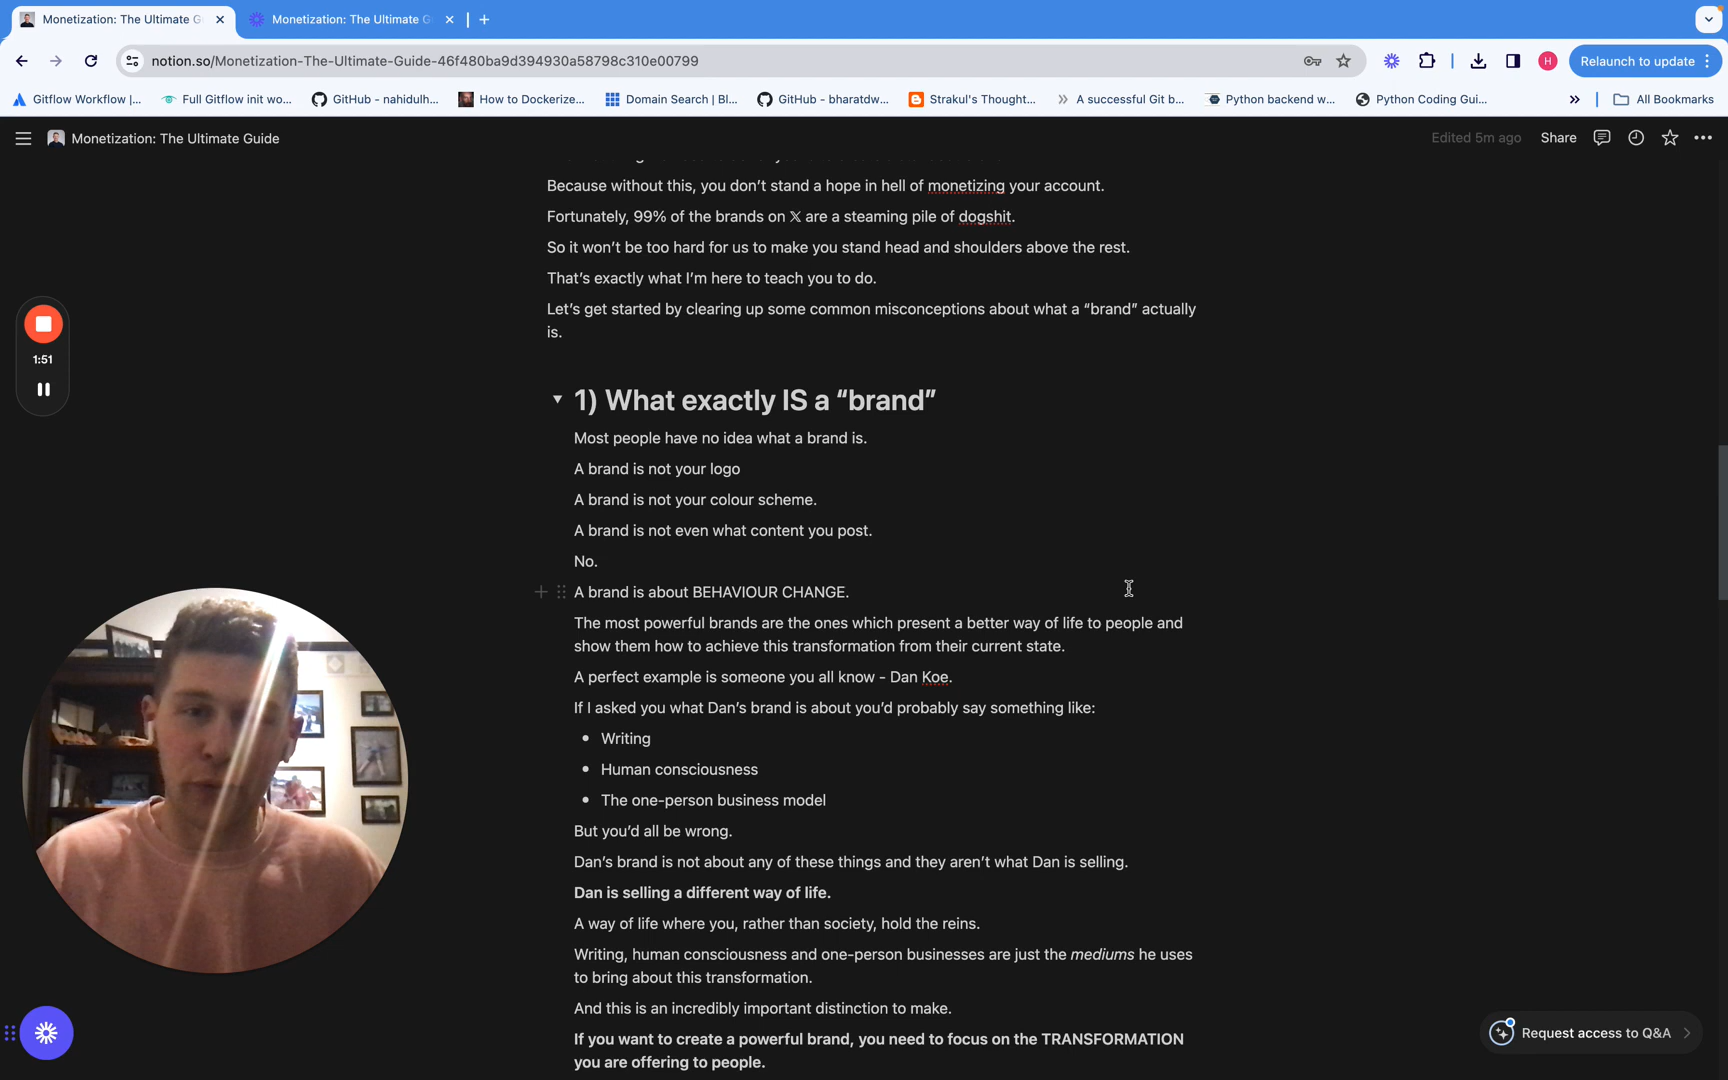 Monetization: The Ultimate G
Monetization: The Ultimate G
notion.so/Monetization-The-Ultimate-Guide-46f480ba9d394930a58798c310e00799
H
Relaunch to update
Gitflow Workflow |...
Full Gitflow init wo...
GitHub - nahidulh...
How to Dockerize...
Domain Search | Bl...
GitHub - bharatdw...
Strakul's Thought...
A successful Git b...
Python backend w...
Python Coding Gui...
All Bookmarks
Monetization: The Ultimate Guide
Edited 5m ago
Share
Because without this, you don’t stand a hope in hell of monetizing your account.
Fortunately, 99% of the brands on 𝕏 are a steaming pile of dogshit.
So it won’t be too hard for us to make you stand head and shoulders above the rest.
That’s exactly what I’m here to teach you to do.
Let’s get started by clearing up some common misconceptions about what a “brand” actually
is.
1:51
1) What exactly IS a “brand”
Most people have no idea what a brand is.
A brand is not your logo
A brand is not your colour scheme.
A brand is not even what content you post.
No.
A brand is about BEHAVIOUR CHANGE.
The most powerful brands are the ones which present a better way of life to people and
show them how to achieve this transformation from their current state.
A perfect example is someone you all know - Dan Koe.
If I asked you what Dan’s brand is about you’d probably say something like:
• Writing
• Human consciousness
• The one-person business model
But you’d all be wrong.
Dan’s brand is not about any of these things and they aren’t what Dan is selling.
Dan is selling a different way of life.
A way of life where you, rather than society, hold the reins.
Writing, human consciousness and one-person businesses are just the mediums he uses
to bring about this transformation.
And this is an incredibly important distinction to make.
If you want to create a powerful brand, you need to focus on the TRANSFORMATION
you are offering to people.
Request access to Q&A